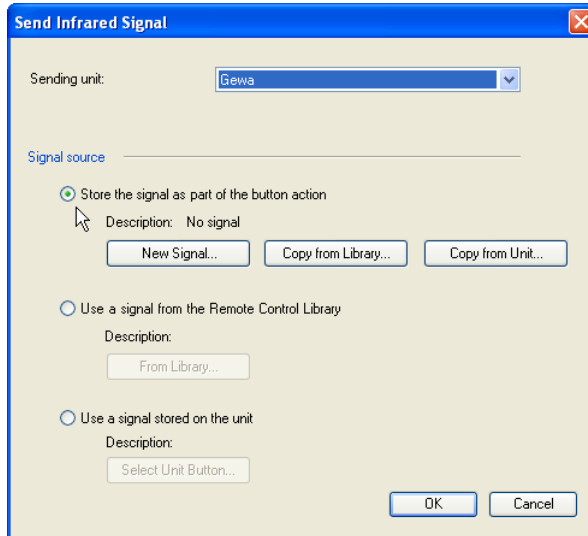 Send Infrared Signal
Sending unit: Gewa
Signal source
Store the signal as part of the button action
Description: No signal
New Signal... Copy from Library... Copy from Unit...
Use a signal from the Remote Control Library
Description:
From Library...
Use a signal stored on the unit
Description:
Select Unit Button...
OK Cancel